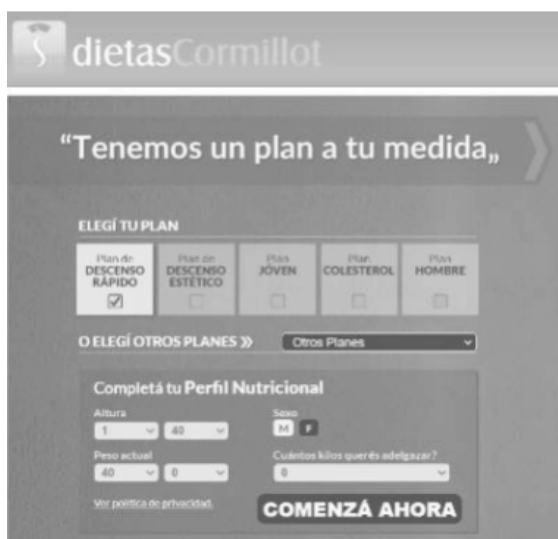 dietasCormillot
“Tenemos un plan a tu medida„
ELEGÍ TU PLAN
Plan de DESCENSO RÁPIDO
Plan de DESCENSO ESTÉTICO
Plan JÓVEN
Plan COLESTEROL
Plan HOMBRE
O ELEGÍ OTROS PLANES »
Otros Planes
Completá tu Perfil Nutricional
Altura
1 40
Sexo
M F
Peso actual
40 0
Cuántos kilos querés adelgazar?
0
Ver política de privacidad.
COMENZÁ AHORA